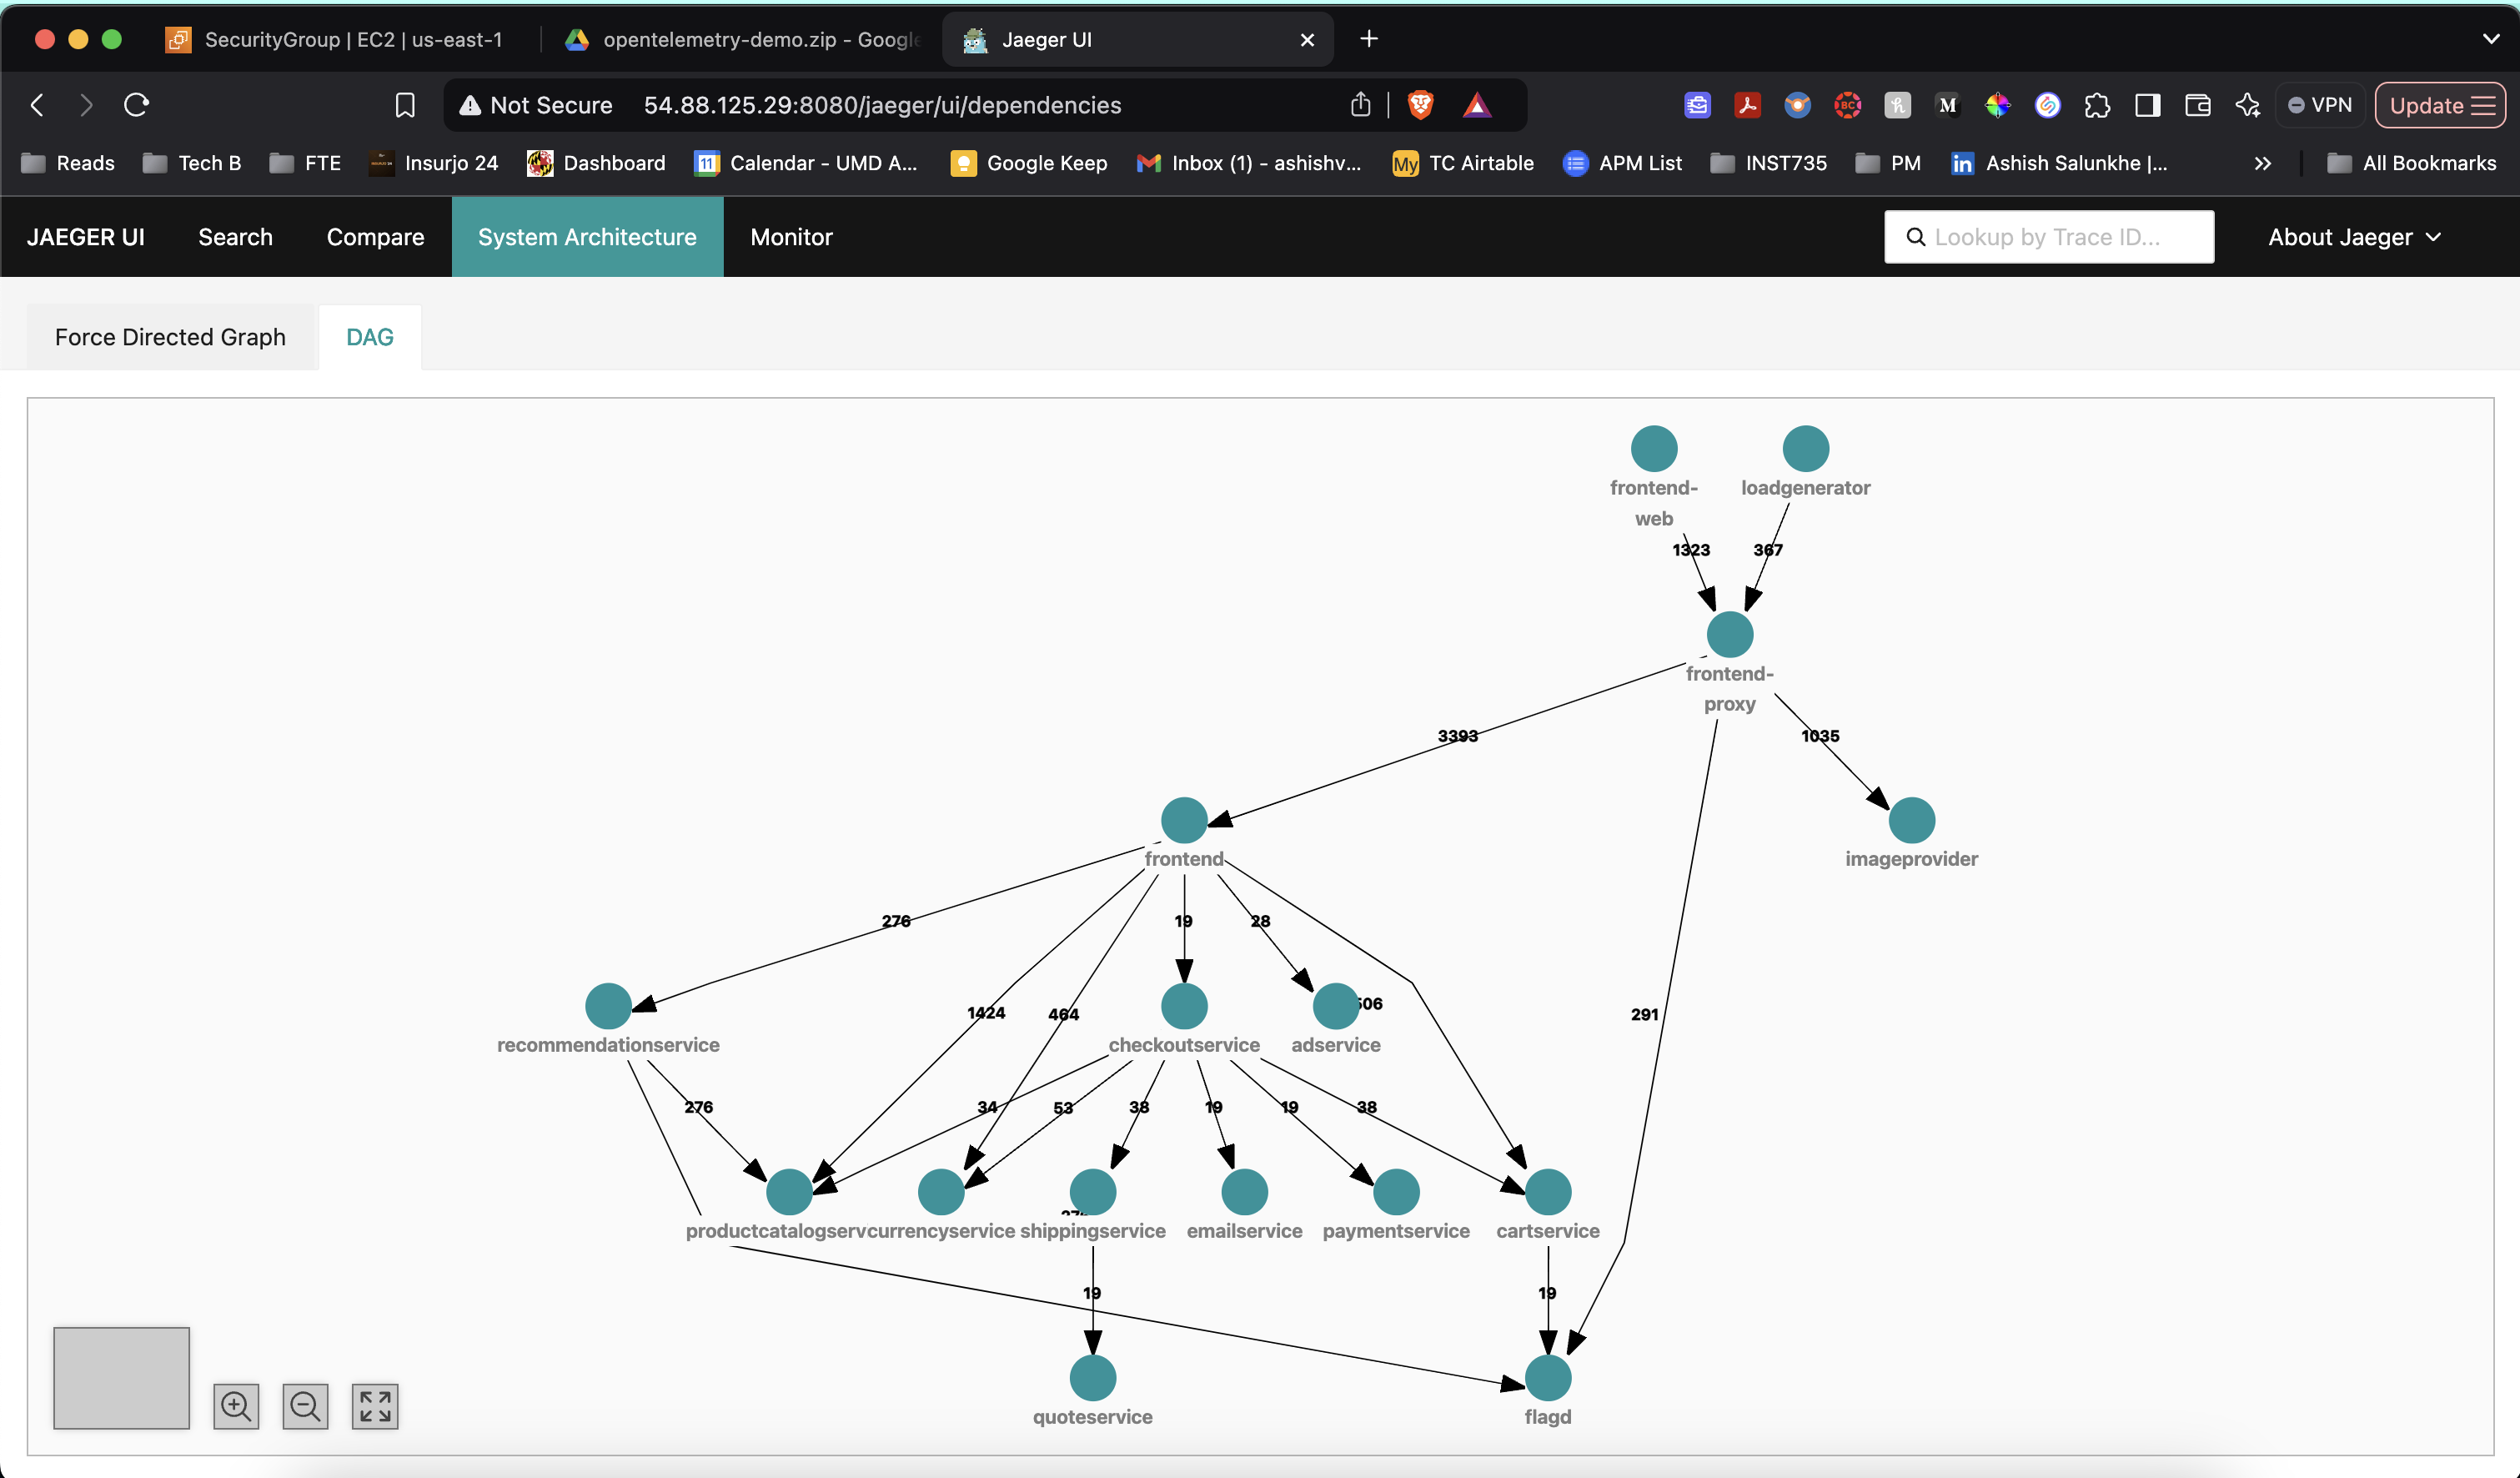 SecurityGroup | EC2 | us-east-1
opentelemetry-demo.zip - Google
Jaeger UI
Not Secure 54.88.125.29:8080/jaeger/ui/dependencies
VPN
Update
Reads
Tech B
FTE
Insurjo 24
Dashboard
11
Calendar - UMD A...
Google Keep
Inbox (1) - ashishv...
My
TC Airtable
APM List
INST735
PM
in
Ashish Salunkhe |...
All Bookmarks
JAEGER UI
Search
Compare
System Architecture
Monitor
Lookup by Trace ID...
About Jaeger
Force Directed Graph
DAG
frontend-
web
loadgenerator
1323
367
frontend-
proxy
3393
1035
frontend
imageprovider
276
19
28
1424
464
506
291
recommendationservice
checkoutservice
adservice
276
34
53
38
19
19
38
productcatalogserv
currencyservice
shippingservice
emailservice
paymentservice
cartservice
19
19
quoteservice
flagd